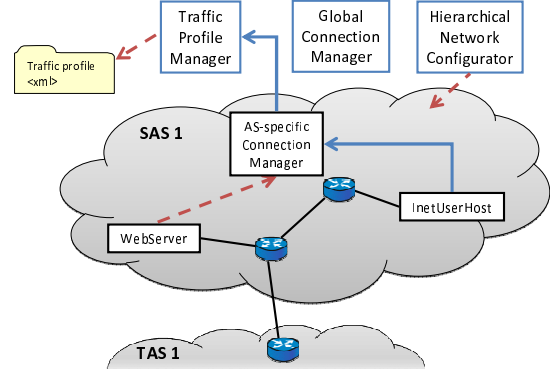 Traffic
Profile
Manager
Global
Connection
Manager
Hierarchical
Network
Configurator
Traffic profile
<xml>
SAS 1
AS-specific
Connection
Manager
InetUserHost
WebServer
TAS 1